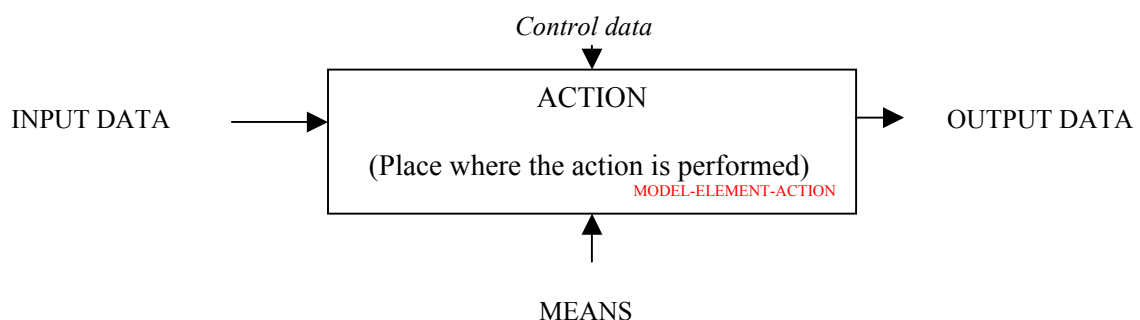 Control data
ACTION
INPUT DATA
OUTPUT DATA
(Place where the action is performed)
MODEL-ELEMENT-ACTION
MEANS